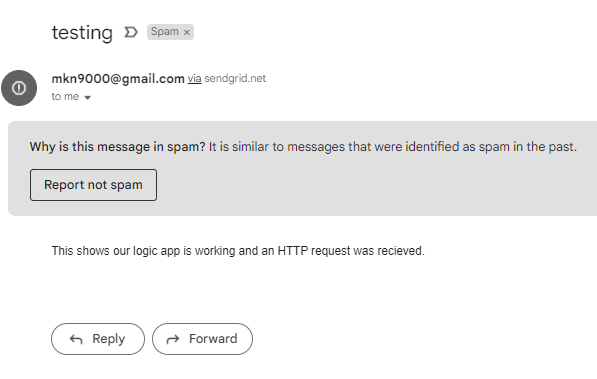 testing Spam ×
mkn9000@gmail.com via sendgrid.net
to me
Why is this message in spam? It is similar to messages that were identified as spam in the past.
Report not spam
This shows our logic app is working and an HTTP request was recieved.
Reply Forward